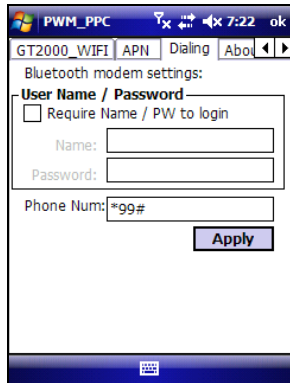 PWM_PPC 7:22 ok
GT2000_WIFI APN Dialing Abou
Bluetooth modem settings:
User Name / Password
Require Name / PW to login
Name:
Password:
Phone Num: *99#
Apply